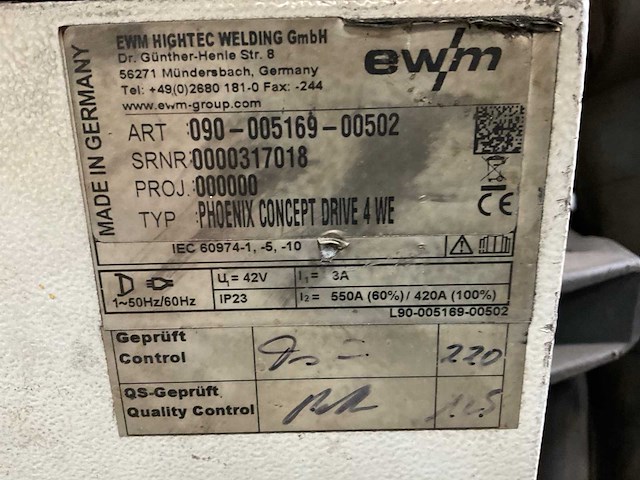 EWM HIGHTEC WELDING GmbH
Dr. Günther-Henle Str. 8
56271 Mündersbach, Germany
Tel: +49(0)2680 181-0 Fax: -244
www.ewm-group.com
ewm
MADE IN GERMANY
ART :090-005169-00502
SRNR:0000317018
PROJ.:000000
TYP :PHOENIX CONCEPT DRIVE 4 WE
CE
IEC 60974-1, -5, -10
1~50Hz/60Hz
U₁ = 42V
I₁ = 3A
IP23
I₂ = 550A (60%) / 420A (100%)
L90-005169-00502
Geprüft
Control
220
QS-Geprüft
Quality Control